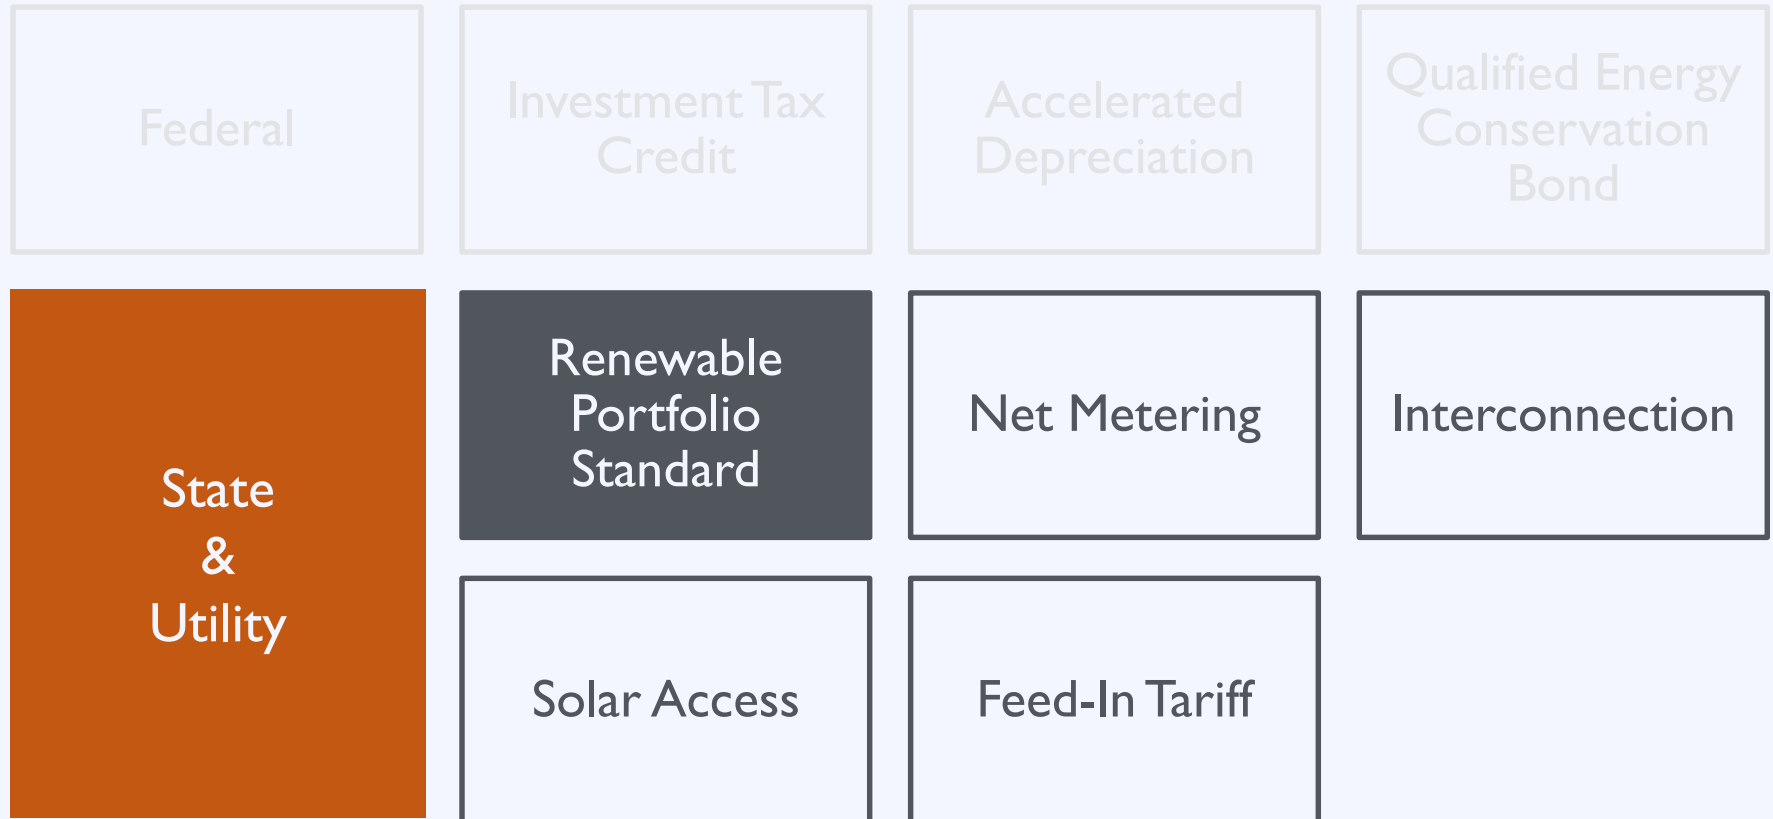 Federal
Investment Tax
Credit
Accelerated
Depreciation
Qualified Energy
Conservation
Bond
State
&
Utility
Renewable
Portfolio
Standard
Net Metering
Interconnection
Solar Access
Feed-In Tariff